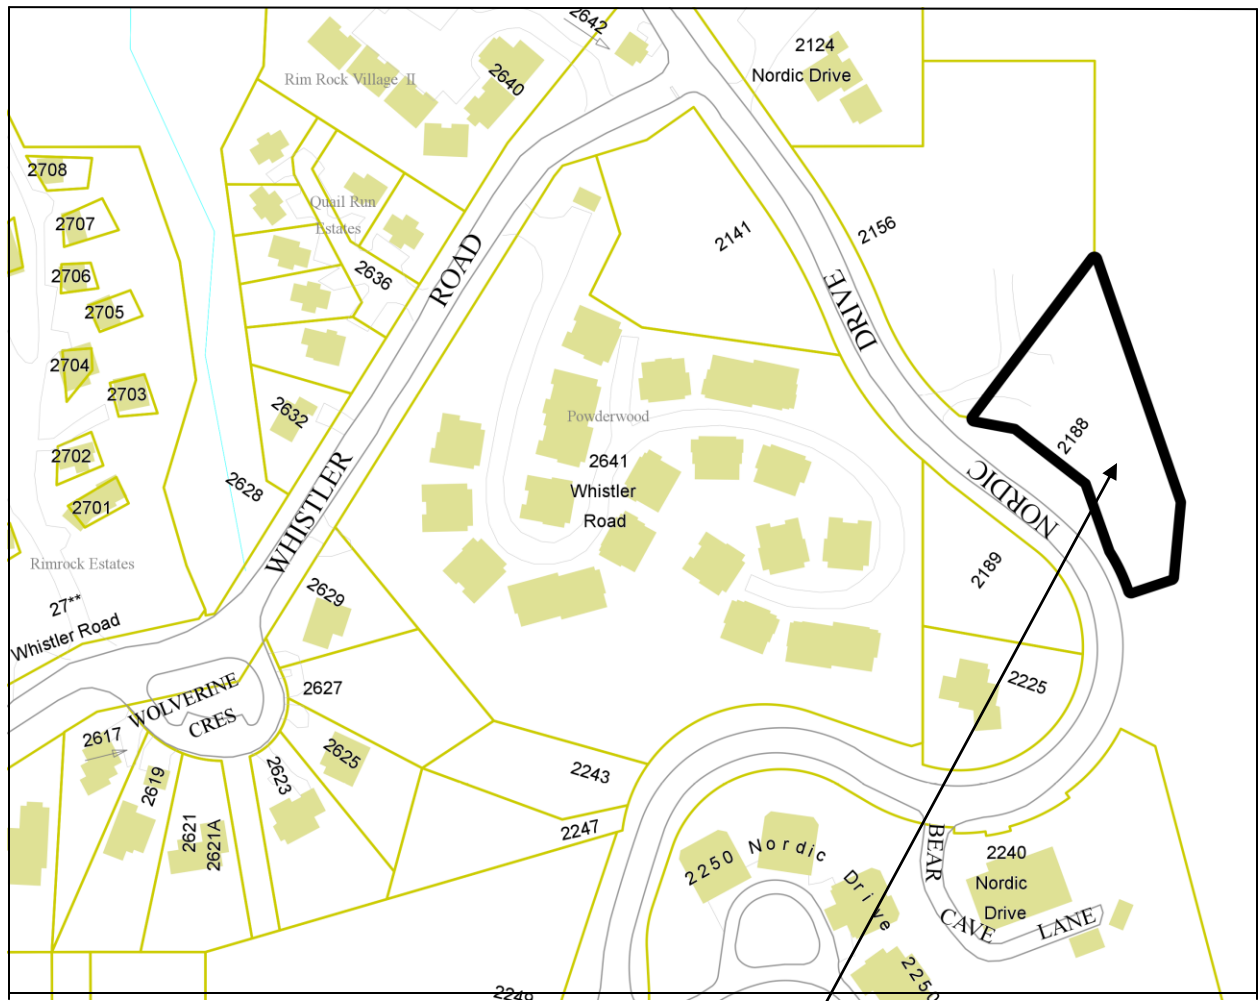 2642
2124
Nordic Drive
Rim Rock Village II
2640
2708
2707
2706
2705
2704
2703
2702
2701
Quail Run
Estates
2636
ROAD
2141
2156
DRIVE
2632
Powderwood
2641
Whistler
Road
2188
NORDIC
2628
WHISTLER
2189
Rimrock Estates
27**
Whistler Road
2629
2627
2225
WOLVERINE
CRES
2617
2619
2621
2621A
2623
2625
2243
2247
2250 Nordic Drive
BEAR
CAVE
LANE
2240
Nordic
Drive
2250
2249